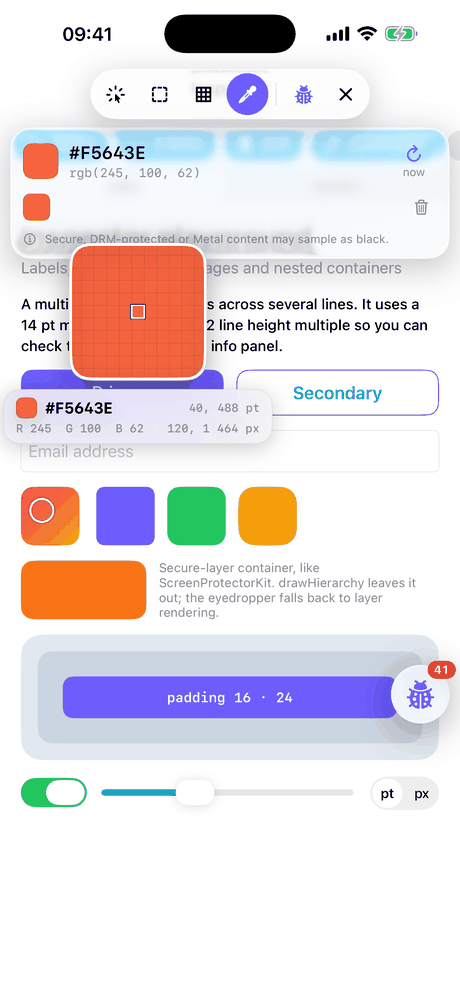 09:41
#F5643E
rgb(245, 100, 62)
now
Secure, DRM-protected or Metal content may sample as black.
Labels ages and nested containers
A multi s across several lines. It uses a
14 pt m 2 line height multiple so you can
check t info panel.
Secondary
#F5643E 40, 488 pt
R 245 G 100 B 62 120, 1 464 px
Email address
Secure-layer container, like
ScreenProtectorKit. drawHierarchy leaves it
out; the eyedropper falls back to layer
rendering.
41
padding 16 · 24
pt px